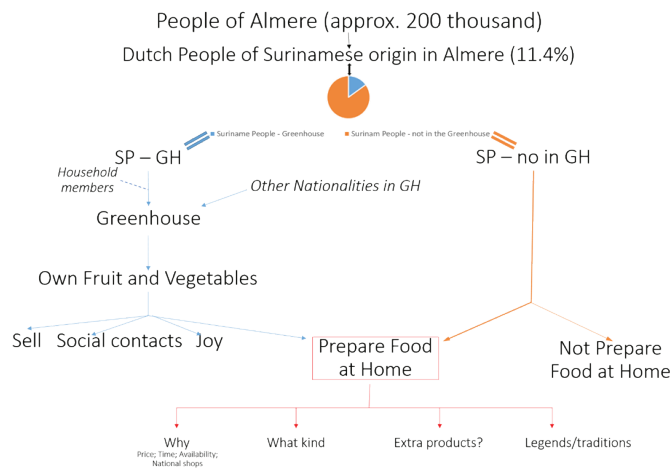 People of Almere (approx. 200 thousand)
Dutch People of Surinamese origin in Almere (11.4%)
Suriname People - Greenhouse
Surinam People - not in the Greenhouse
SP – GH
SP – no in GH
Household
members
Other Nationalities in GH
Greenhouse
Own Fruit and Vegetables
Sell
Social contacts
Joy
Prepare Food
at Home
Not Prepare
Food at Home
Why
Price; Time; Availability;
National shops
What kind
Extra products?
Legends/traditions